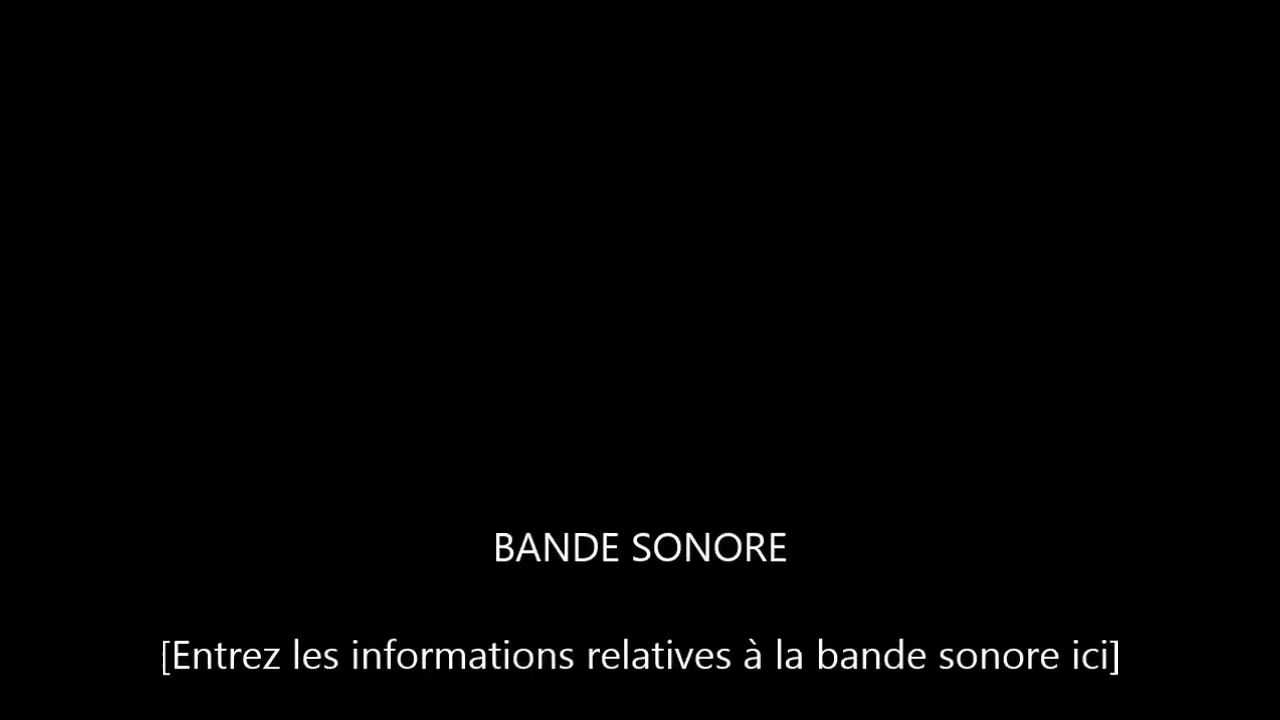 BANDE SONORE
[Entrez les informations relatives à la bande sonore ici]